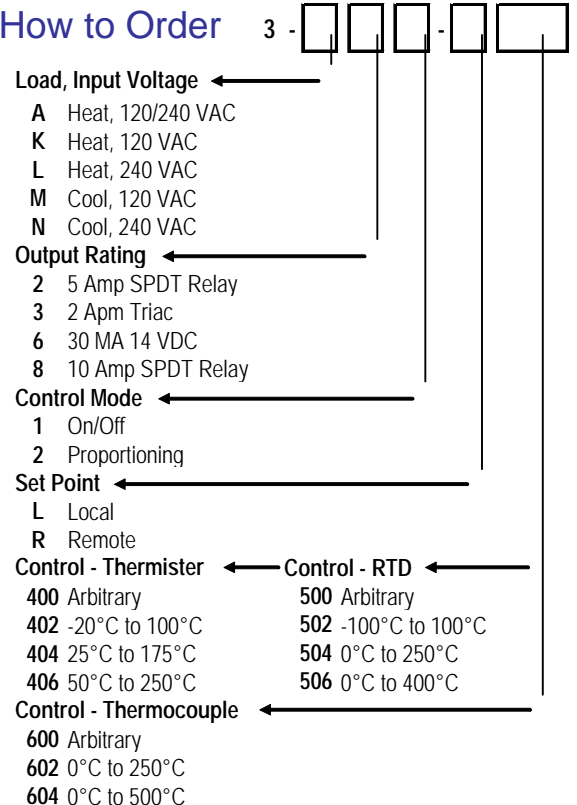 How to Order 3 - -
Load, Input Voltage
A Heat, 120/240 VAC
K Heat, 120 VAC
L Heat, 240 VAC
M Cool, 120 VAC
N Cool, 240 VAC
Output Rating
2 5 Amp SPDT Relay
3 2 Apm Triac
6 30 MA 14 VDC
8 10 Amp SPDT Relay
Control Mode
1 On/Off
2 Proportioning
Set Point
L Local
R Remote
Control - Thermister Control - RTD
400 Arbitrary 500 Arbitrary
402 -20°C to 100°C 502 -100°C to 100°C
404 25°C to 175°C 504 0°C to 250°C
406 50°C to 250°C 506 0°C to 400°C
Control - Thermocouple
600 Arbitrary
602 0°C to 250°C
604 0°C to 500°C